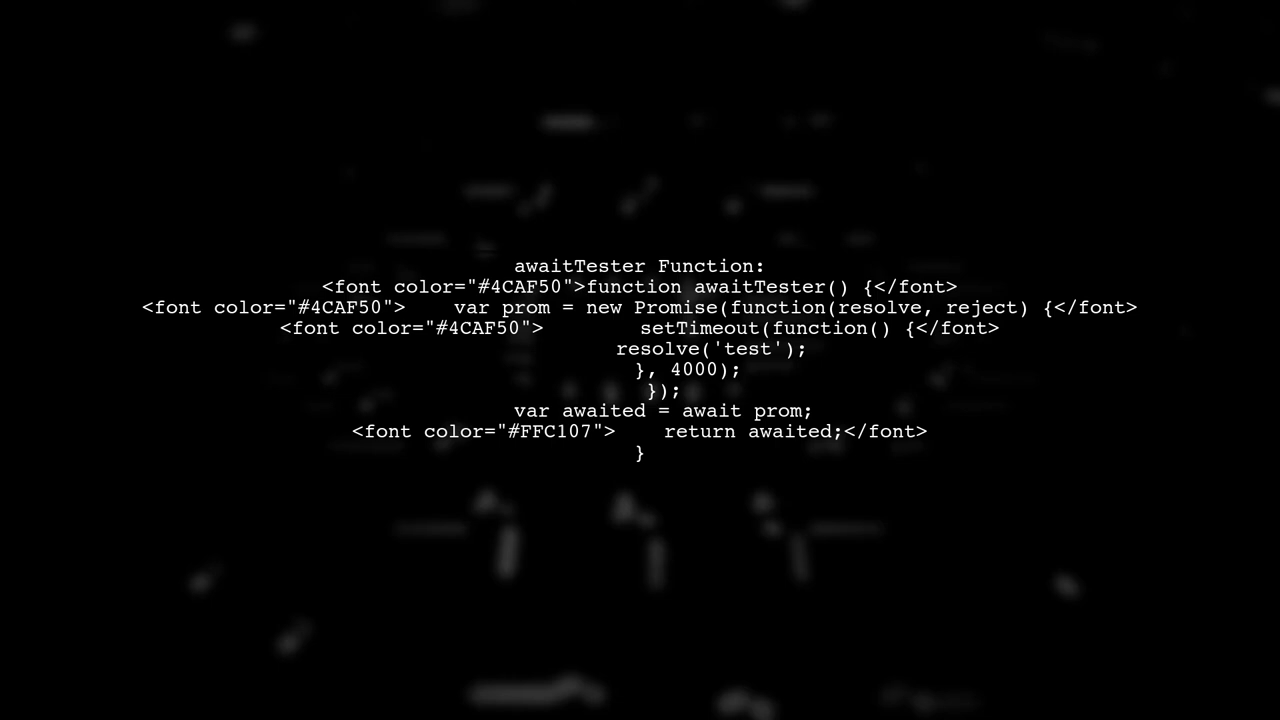 awaitTester Function:
<font color="#4CAF50">function awaitTester() {</font>
<font color="#4CAF50">    var prom = new Promise(function(resolve, reject) {</font>
<font color="#4CAF50">        setTimeout(function() {</font>
            resolve('test');
        }, 4000);
    });
    var awaited = await prom;
<font color="#FFC107">    return awaited;</font>
}